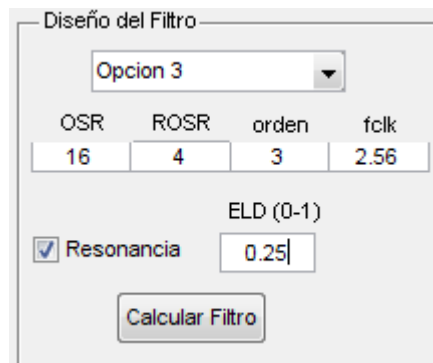 Diseño del Filtro
Opcion 3
OSR ROSR orden fclk
16 4 3 2.56
ELD (0-1)
Resonancia 0.25
Calcular Filtro